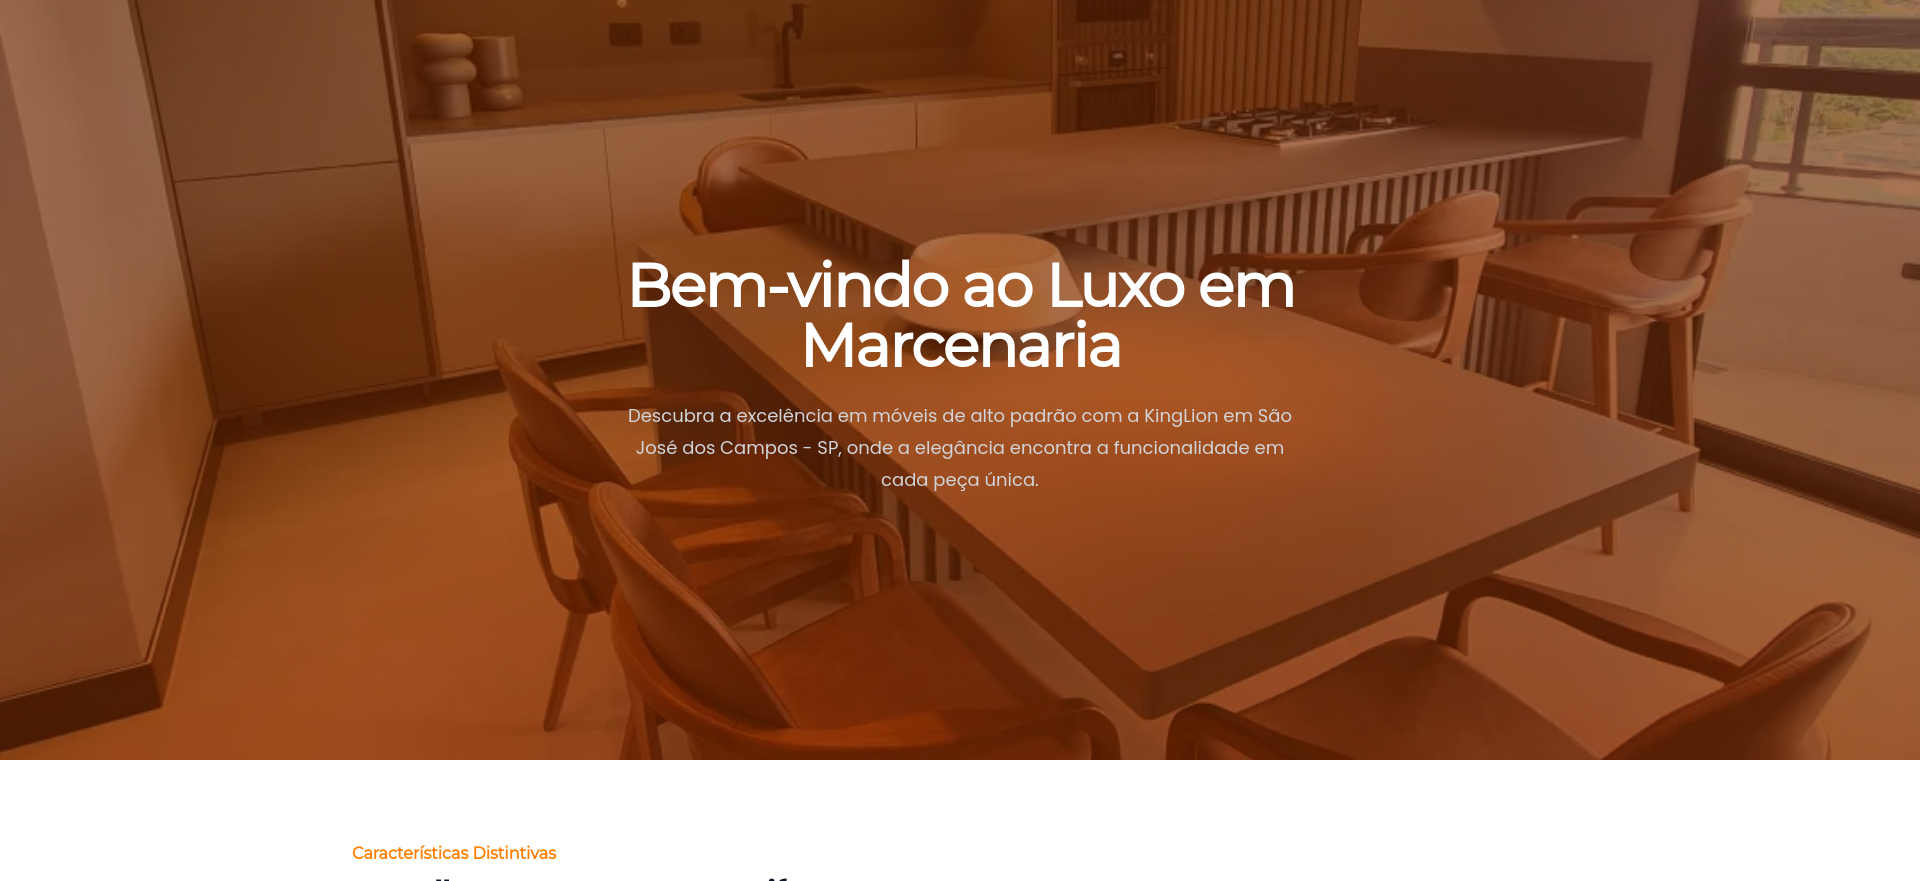 Bem-vindo ao Luxo em
Marcenaria
Descubra a excelência em móveis de alto padrão com a KingLion em São
José dos Campos - SP, onde a elegância encontra a funcionalidade em
cada peça única.
Características Distintivas